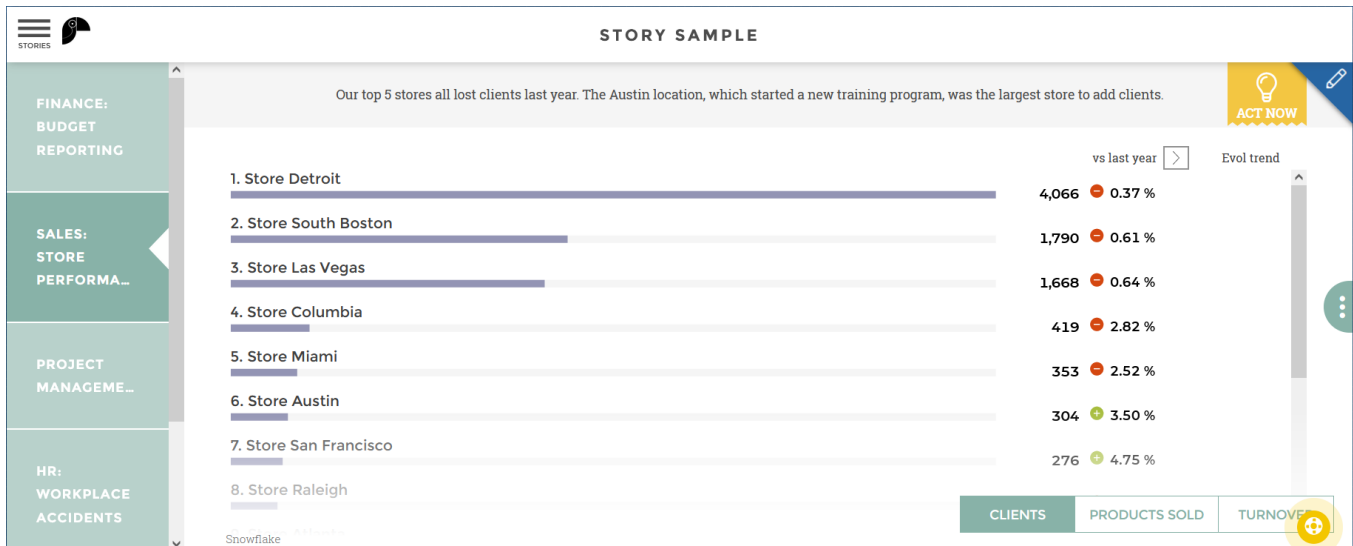 STORIES
STORY SAMPLE
FINANCE:
BUDGET
REPORTING
SALES:
STORE
PERFORMA...
PROJECT
MANAGEME...
HR:
WORKPLACE
ACCIDENTS
Our top 5 stores all lost clients last year. The Austin location, which started a new training program, was the largest store to add clients.
ACT NOW
vs last year > Evol trend
1. Store Detroit
4,066 - 0.37 %
2. Store South Boston
1,790 - 0.61 %
3. Store Las Vegas
1,668 - 0.64 %
4. Store Columbia
419 - 2.82 %
5. Store Miami
353 - 2.52 %
6. Store Austin
304 + 3.50 %
7. Store San Francisco
276 + 4.75 %
8. Store Raleigh
CLIENTS PRODUCTS SOLD TURNOVER
Snowflake